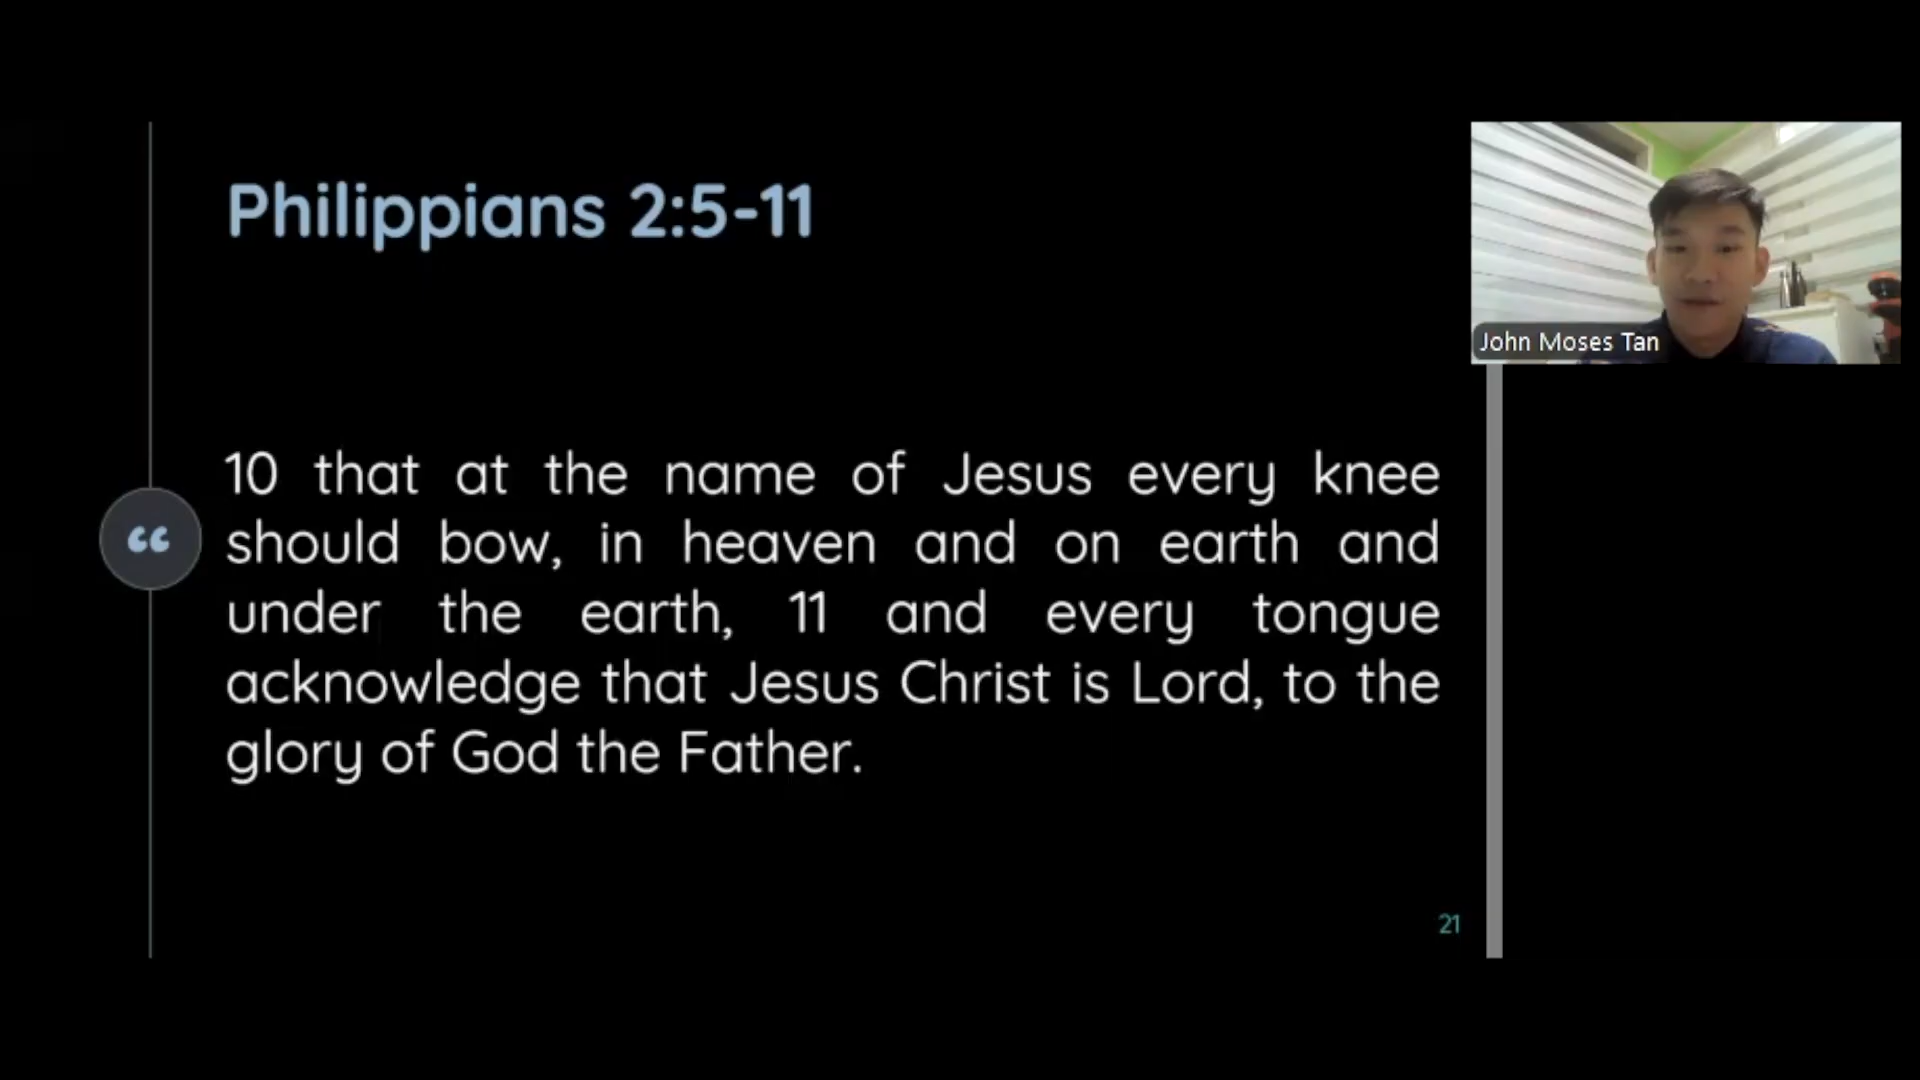 Philippians 2:5-11
John Moses Tan
“
10 that at the name of Jesus every knee
should bow, in heaven and on earth and
under the earth, 11 and every tongue
acknowledge that Jesus Christ is Lord, to the
glory of God the Father.
21